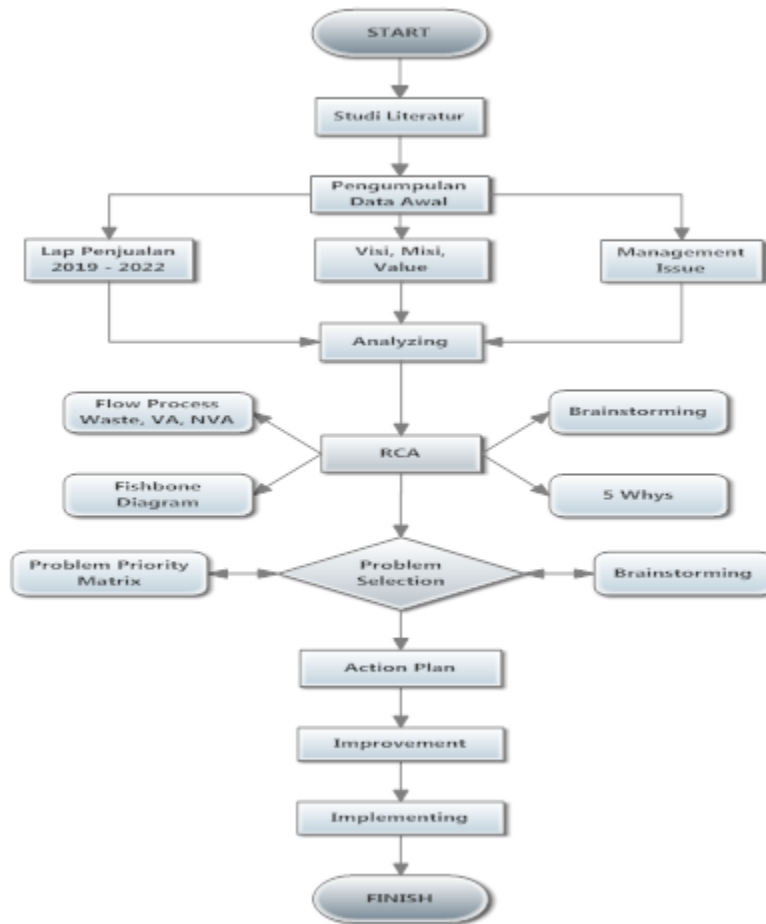 START
Studi Literatur
Pengumpulan
Data Awal
Lap Penjualan
2019 - 2022
Visi, Misi,
Value
Management
Issue
Analyzing
Flow Process
Waste, VA, NVA
Brainstorming
RCA
Fishbone
Diagram
5 Whys
Problem Priority
Matrix
Problem
Selection
Brainstorming
Action Plan
Improvement
Implementing
FINISH